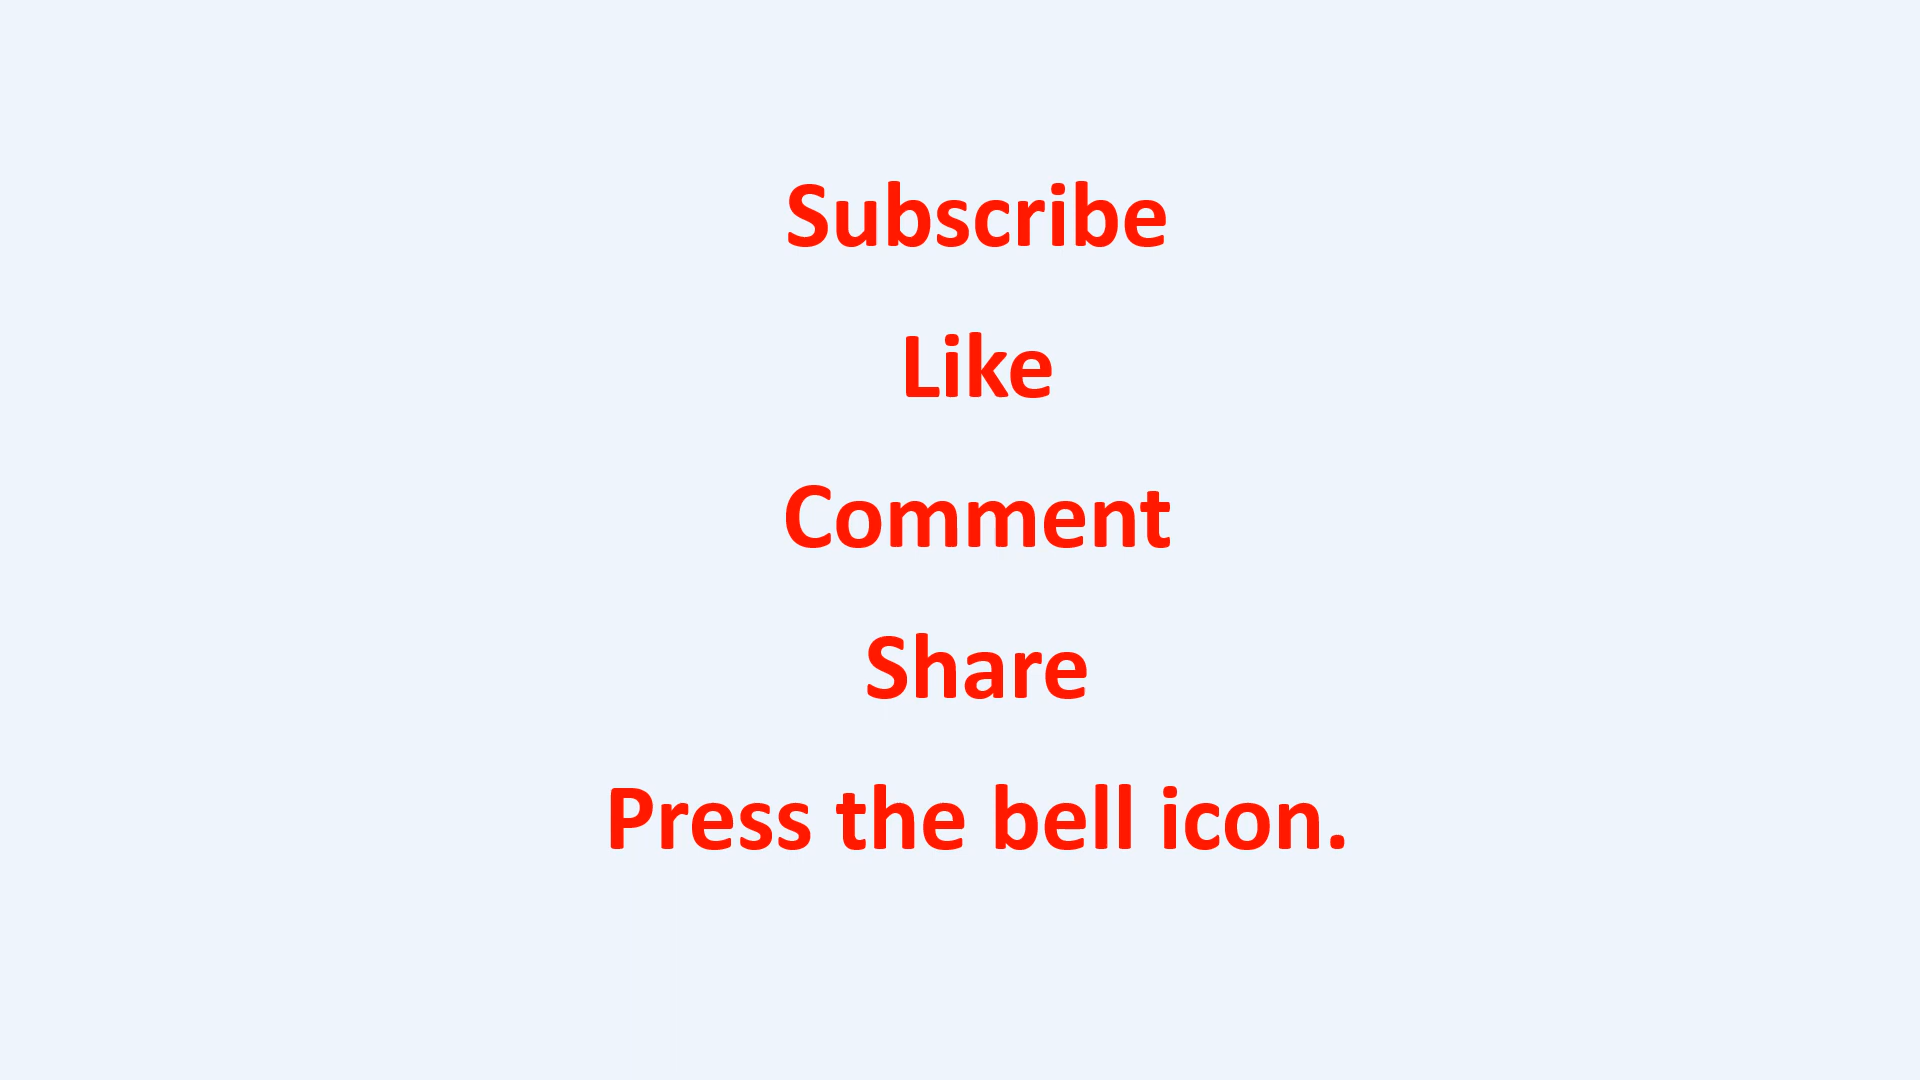 Subscribe
Like
Comment
Share
Press the bell icon.